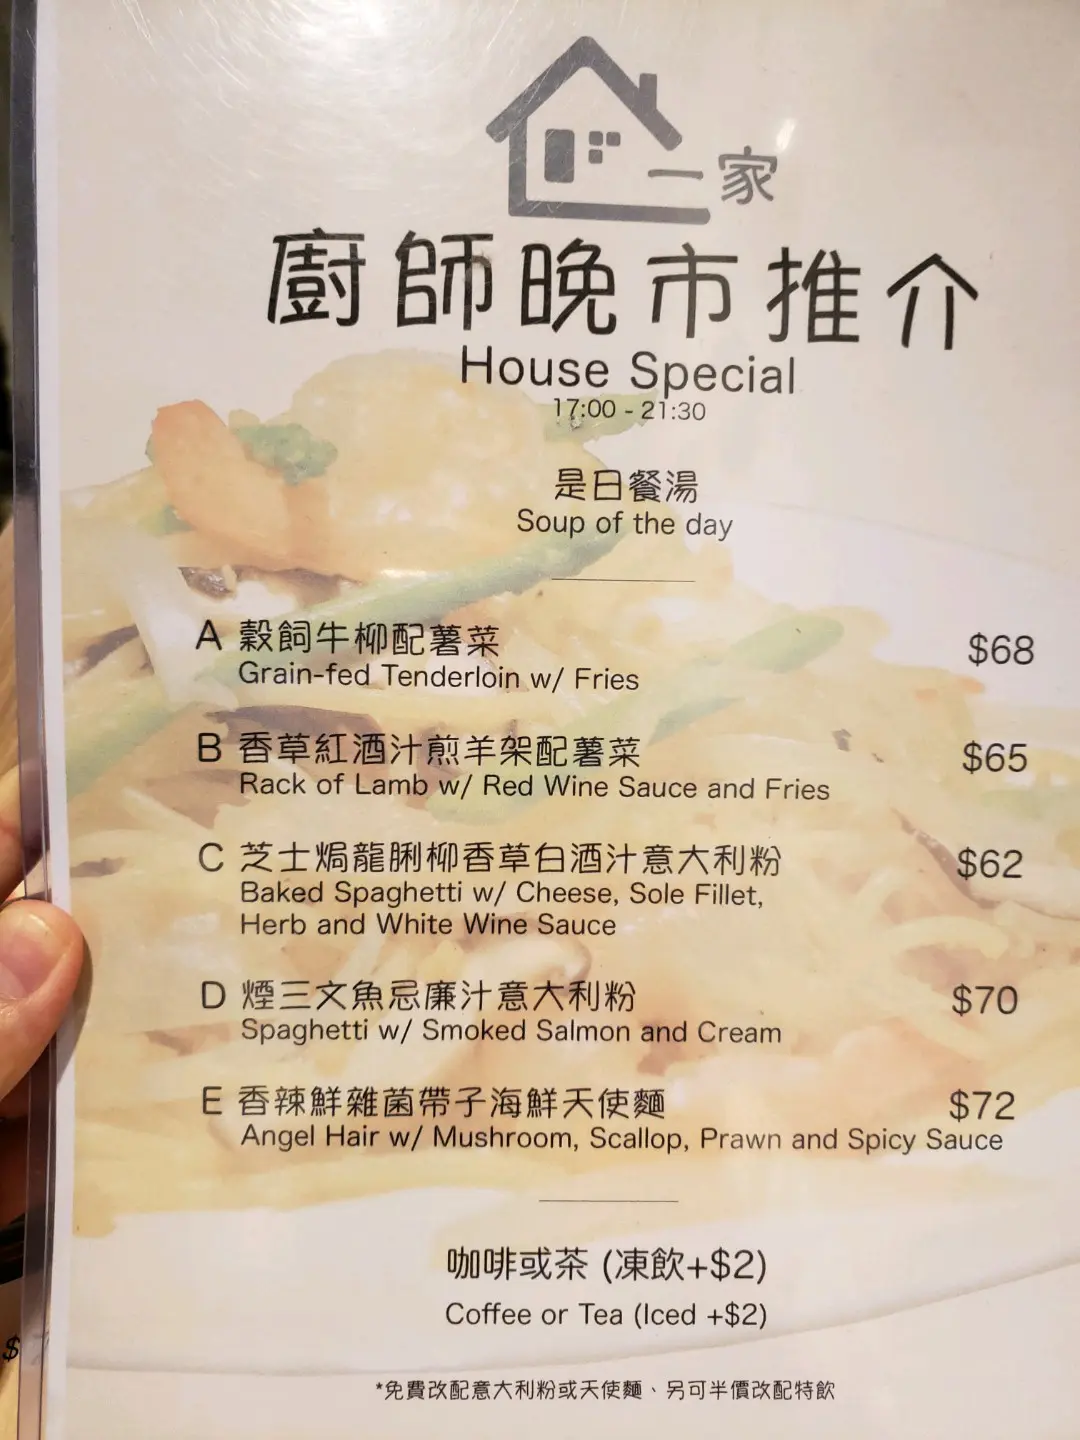 一家
廚師晚市推介
House Special
17:00 - 21:30
是日餐湯
Soup of the day
A 穀飼牛柳配薯菜 $68
Grain-fed Tenderloin w/ Fries
B 香草紅酒汁煎羊架配薯菜 $65
Rack of Lamb w/ Red Wine Sauce and Fries
C 芝士焗龍脷柳香草白酒汁意大利粉 $62
Baked Spaghetti w/ Cheese, Sole Fillet,
Herb and White Wine Sauce
D 煙三文魚忌廉汁意大利粉 $70
Spaghetti w/ Smoked Salmon and Cream
E 香辣鮮雜菌帶子海鮮天使麵 $72
Angel Hair w/ Mushroom, Scallop, Prawn and Spicy Sauce
咖啡或茶 (凍飲+$2)
Coffee or Tea (Iced +$2)
*免費改配意大利粉或天使麵、另可半價改配特飲
$